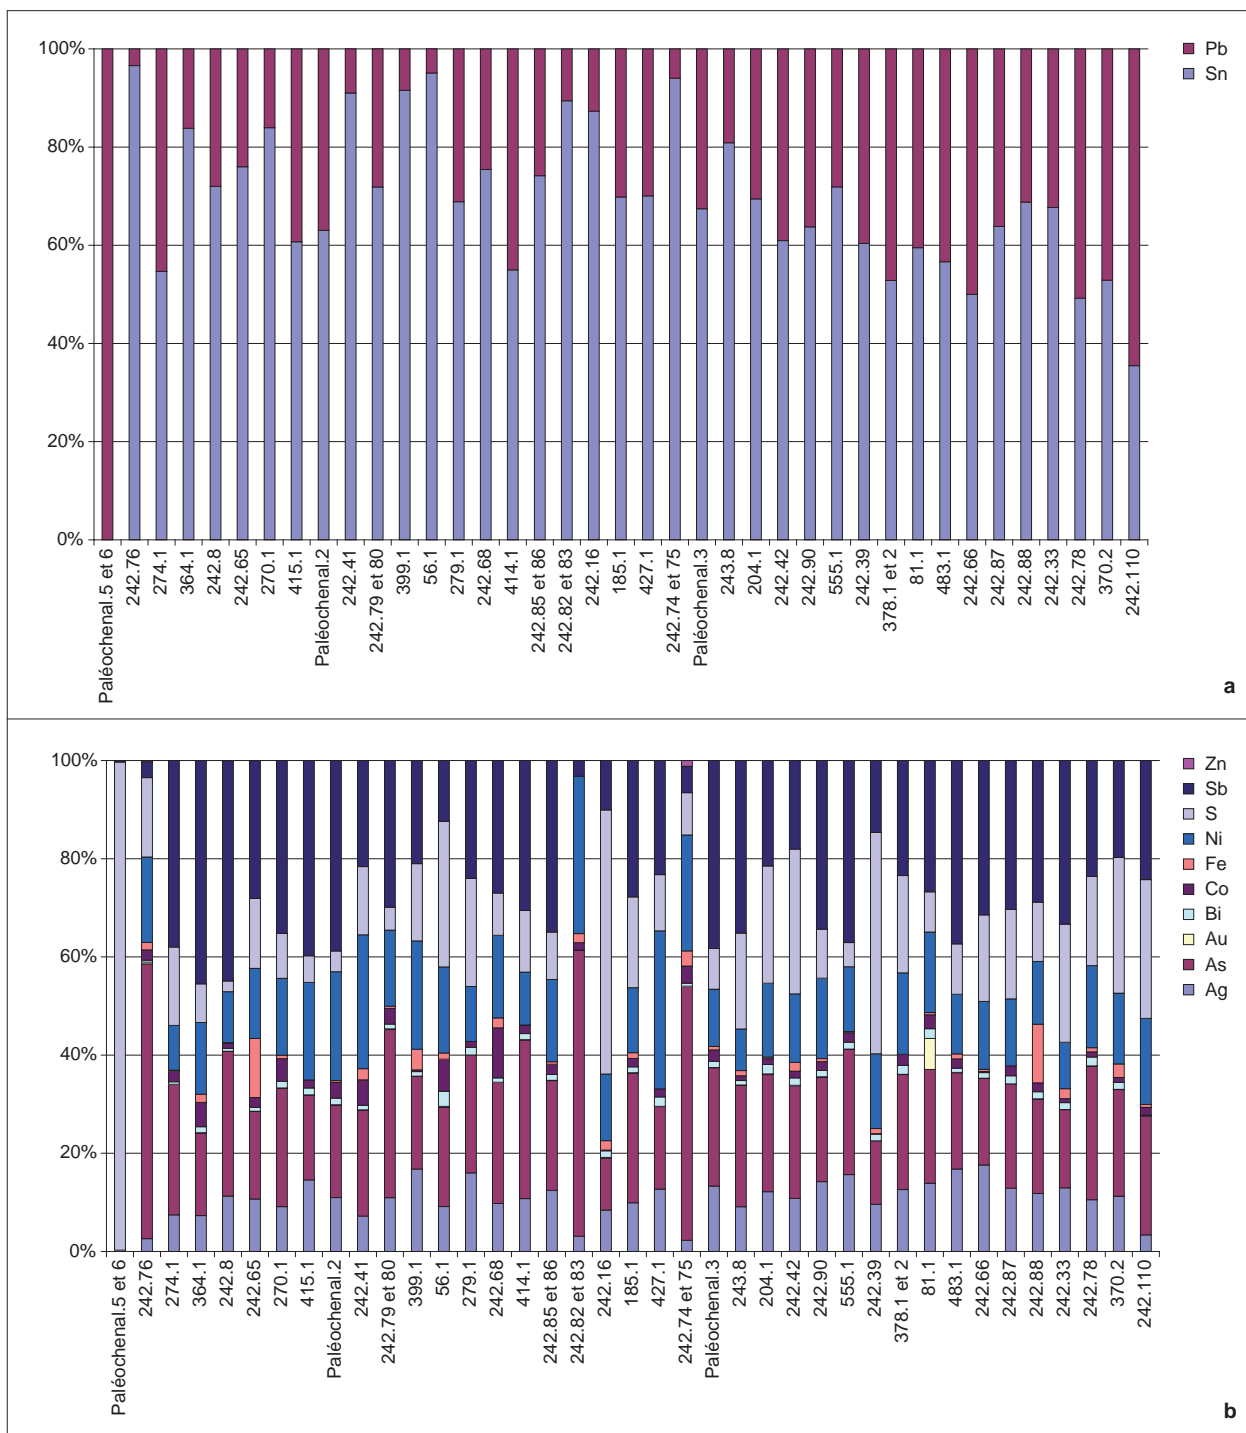 100%
80%
60%
40%
20%
0%
Pb
Sn
Paléochenal.5 et 6
242.76
274.1
364.1
242.8
242.65
270.1
415.1
Paléochenal.2
242.41
242.79 et 80
399.1
56.1
279.1
242.68
414.1
242.85 et 86
242.82 et 83
242.16
185.1
427.1
242.74 et 75
Paléochenal.3
243.8
204.1
242.42
242.90
555.1
242.39
378.1 et 2
81.1
483.1
242.66
242.87
242.88
242.33
242.78
370.2
242.110
a
100%
80%
60%
40%
20%
0%
Zn
Sb
S
Ni
Fe
Co
Bi
Au
As
Ag
Paléochenal.5 et 6
242.76
274.1
364.1
242.8
242.65
270.1
415.1
Paléochenal.2
242.41
242.79 et 80
399.1
56.1
279.1
242.68
414.1
242.85 et 86
242.82 et 83
242.16
185.1
427.1
242.74 et 75
Paléochenal.3
243.8
204.1
242.42
242.90
555.1
242.39
378.1 et 2
81.1
483.1
242.66
242.87
242.88
242.33
242.78
370.2
242.110
b